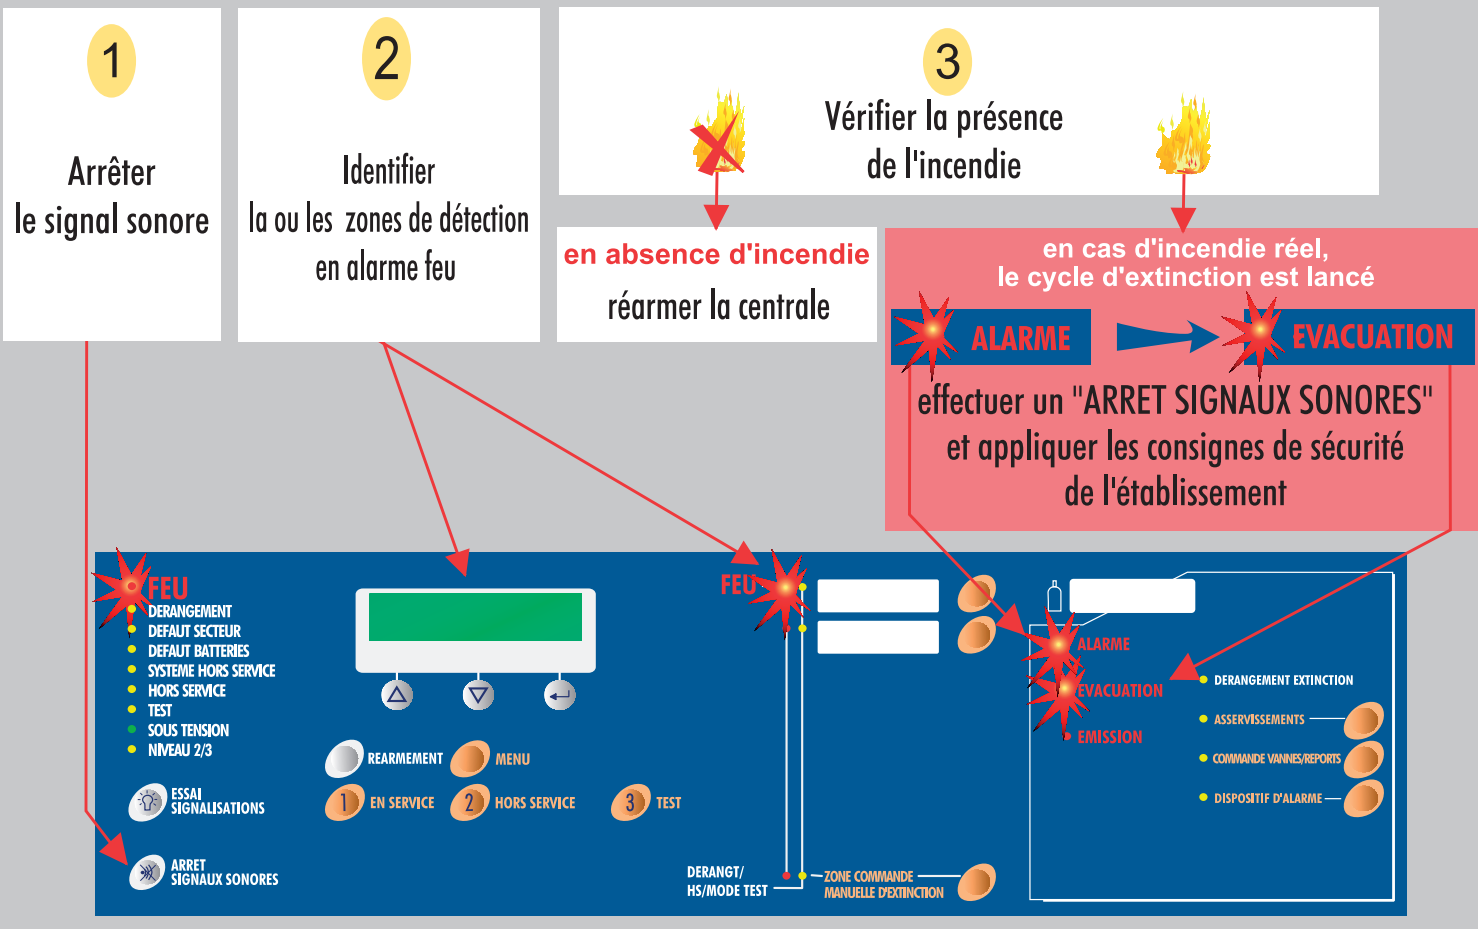 1
Arrêter
le signal sonore
2
Identifier
la ou les zones de détection
en alarme feu
3
Vérifier la présence
de l'incendie
en absence d'incendie
réarmer la centrale
en cas d'incendie réel,
le cycle d'extinction est lancé
ALARME
EVACUATION
effectuer un "ARRET SIGNAUX SONORES"
et appliquer les consignes de sécurité
de l'établissement
FEU
DERANGEMENT
DEFAUT SECTEUR
DEFAUT BATTERIES
SYSTEME HORS SERVICE
HORS SERVICE
TEST
SOUS TENSION
NIVEAU 2/3
ESSAI
SIGNALISATIONS
ARRET
SIGNAUX SONORES
REARMEMENT
MENU
1 EN SERVICE
2 HORS SERVICE
3 TEST
FEU
DERANGT/
HS/MODE TEST
ZONE COMMANDE
MANUELLE D'EXTINCTION
ALARME
EVACUATION
EMISSION
DERANGEMENT EXTINCTION
ASSERVISSEMENTS
COMMANDE VANNES/REPORTS
DISPOSITIF D'ALARME